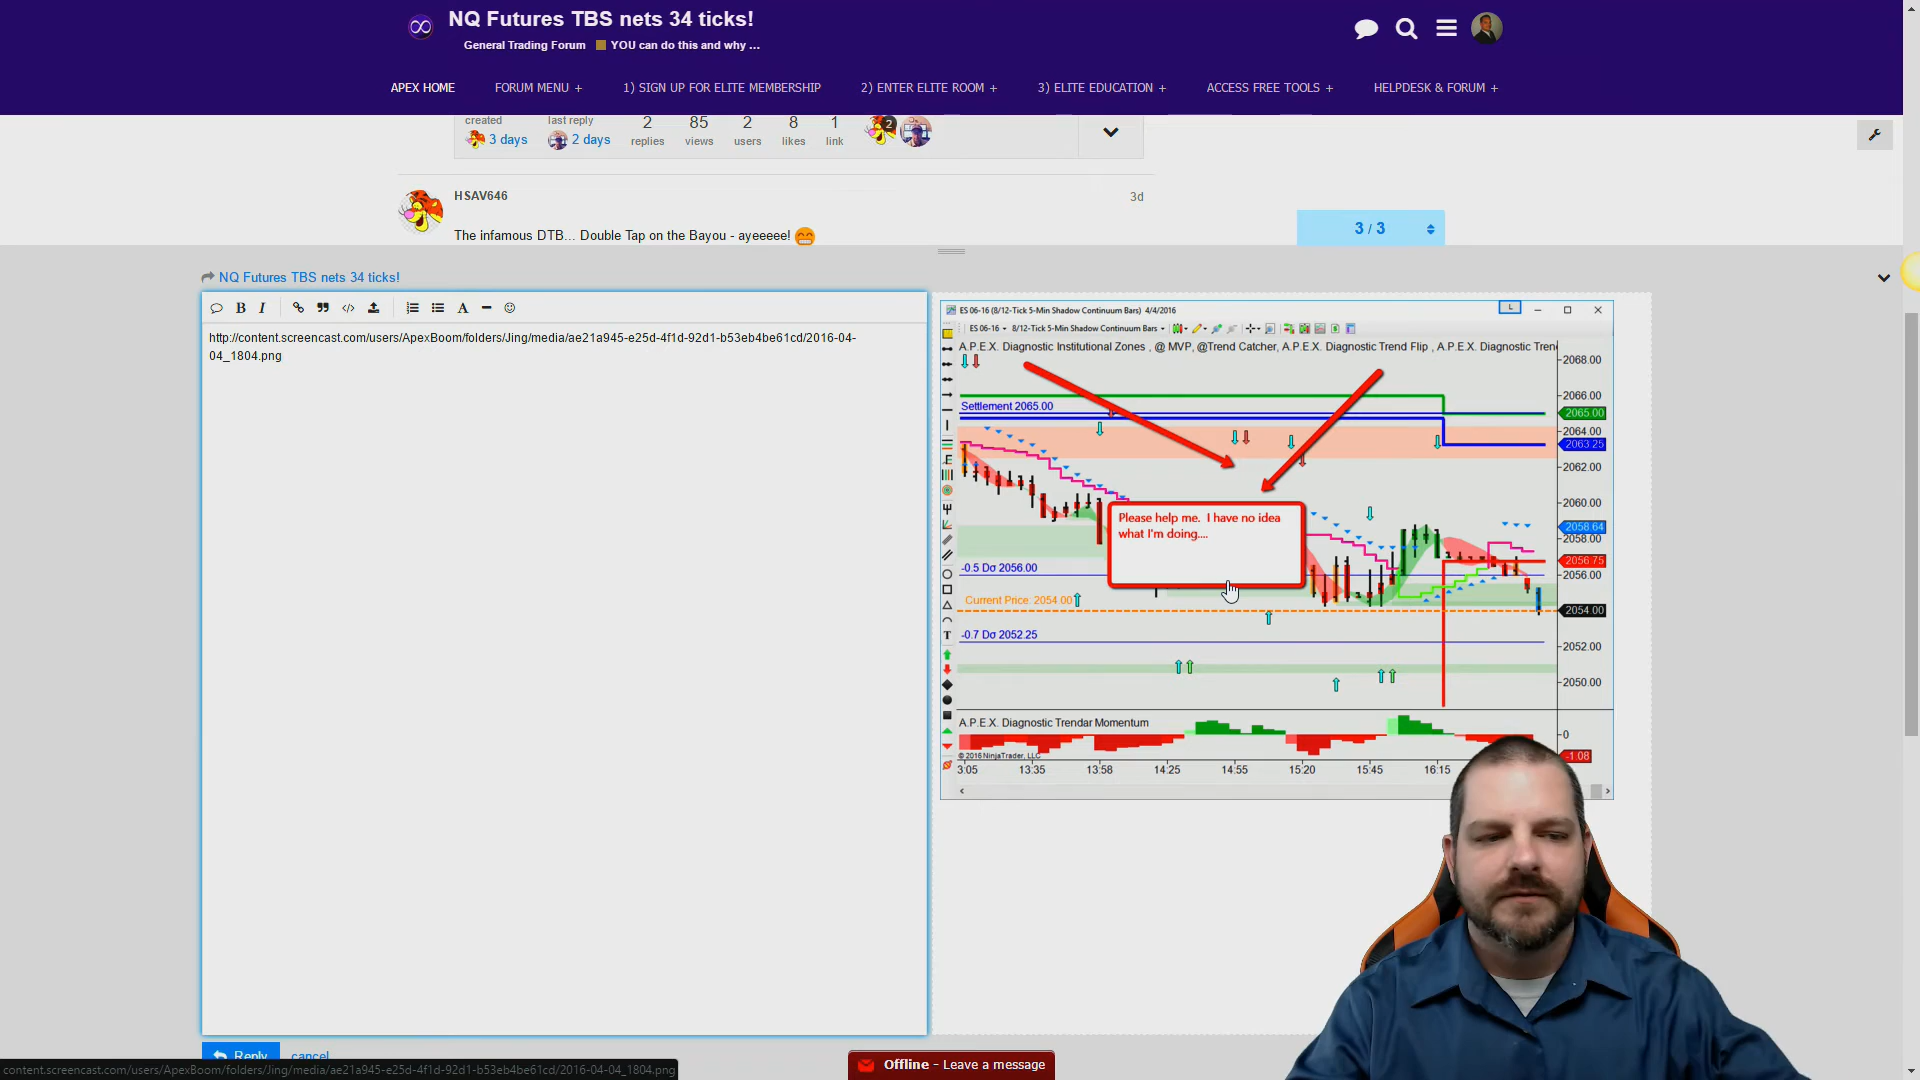 NQ Futures TBS nets 34 ticks!
General Trading Forum YOU can do this and why ...
APEX HOME FORUM MENU + 1) SIGN UP FOR ELITE MEMBERSHIP 2) ENTER ELITE ROOM + 3) ELITE EDUCATION + ACCESS FREE TOOLS + HELPDESK & FORUM +
created last reply 2 85 2 8 1 2
3 days 2 days replies views users likes link
HSAV646 3d
The infamous DTB... Double Tap on the Bayou - ayeeeee!
3 / 3
NQ Futures TBS nets 34 ticks!
http://content.screencast.com/users/ApexBoom/folders/Jing/media/ae21a945-e25d-4f1d-92d1-b53eb4be61cd/2016-04-
04_1804.png
ES 06-16 (8/12-Tick 5-Min Shadow Continuum Bars) 4/4/2016 L
ES 06-16 8/12-Tick 5-Min Shadow Continuum Bars
A.P.E.X. Diagnostic Institutional Zones , @ MVP, @Trend Catcher, A.P.E.X. Diagnostic Trend Flip , A.P.E.X. Diagnostic Tren
2068.00
2066.00
Settlement 2065.00
2065.00
2064.00
2063.25
2062.00
2060.00
Please help me. I have no idea
what I'm doing....
2058.64
2058.00
2056.75
-0.5 Dσ 2056.00
2056.00
Current Price: 2054.00
2054.00
-0.7 Dσ 2052.25
2052.00
2050.00
A.P.E.X. Diagnostic Trendar Momentum
0
-1.08
© 2016 NinjaTrader, LLC
3:05 13:35 13:58 14:25 14:55 15:20 15:45 16:15
Reply cancel
Offline - Leave a message
content.screencast.com/users/ApexBoom/folders/Jing/media/ae21a945-e25d-4f1d-92d1-b53eb4be61cd/2016-04-04_1804.png